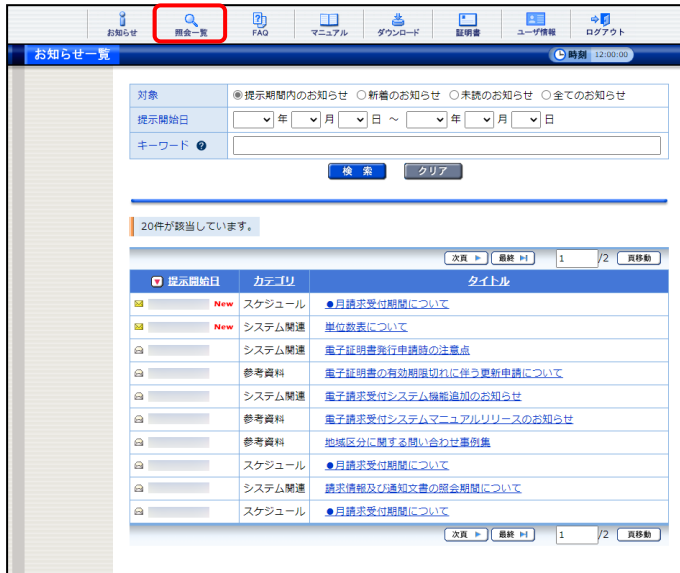 お知らせ 照会一覧 FAQ マニュアル ダウンロード 証明書 ユーザ情報 ログアウト
お知らせ一覧 時刻 12:00:00
対象 提示期間内のお知らせ 新着のお知らせ 未読のお知らせ 全てのお知らせ
提示開始日 年 月 日 ～ 年 月 日
キーワード ?
検 索 クリア
20件が該当しています。
次頁 最終 1 /2 頁移動
提示開始日 カテゴリ タイトル
New スケジュール ●月請求受付期間について
New システム関連 単位数表について
システム関連 電子証明書発行申請時の注意点
参考資料 電子証明書の有効期限切れに伴う更新申請について
システム関連 電子請求受付システム機能追加のお知らせ
参考資料 電子請求受付システムマニュアルリリースのお知らせ
参考資料 地域区分に関する問い合わせ事例集
スケジュール ●月請求受付期間について
システム関連 請求情報及び通知文書の照会期間について
スケジュール ●月請求受付期間について
次頁 最終 1 /2 頁移動